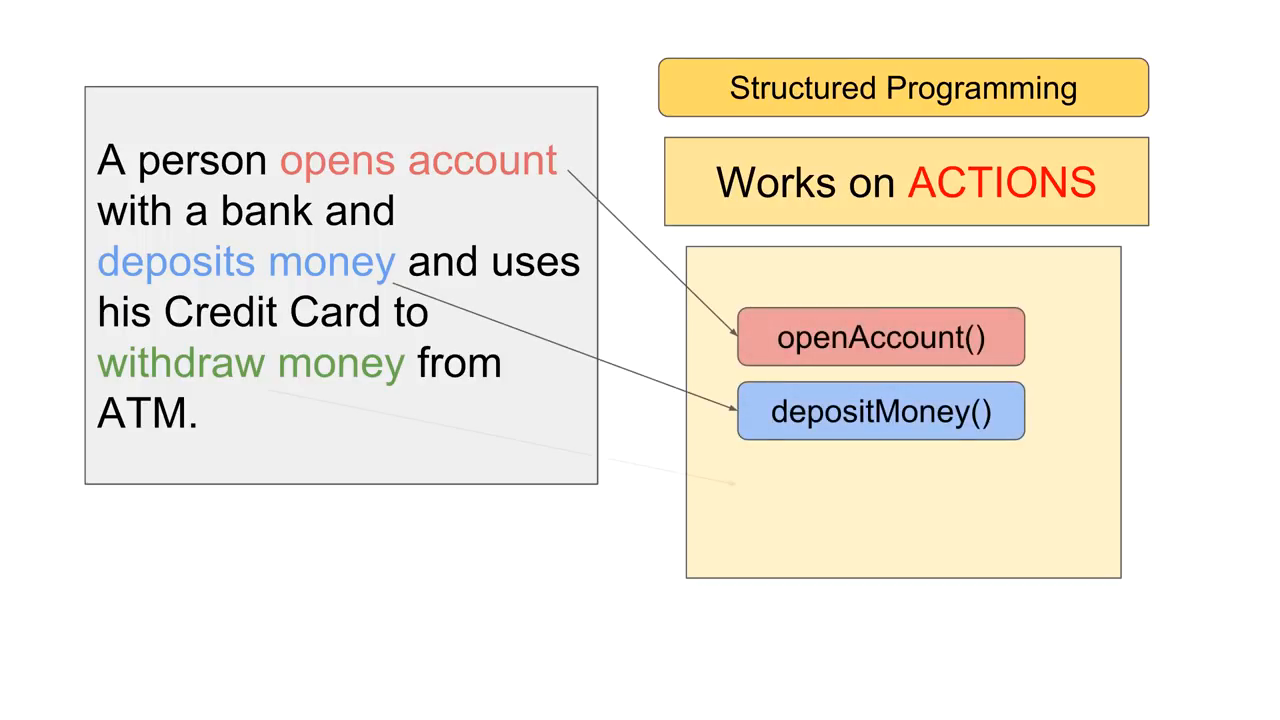 A person opens account
with a bank and
deposits money and uses
his Credit Card to
withdraw money from
ATM.
Structured Programming
Works on ACTIONS
openAccount()
depositMoney()